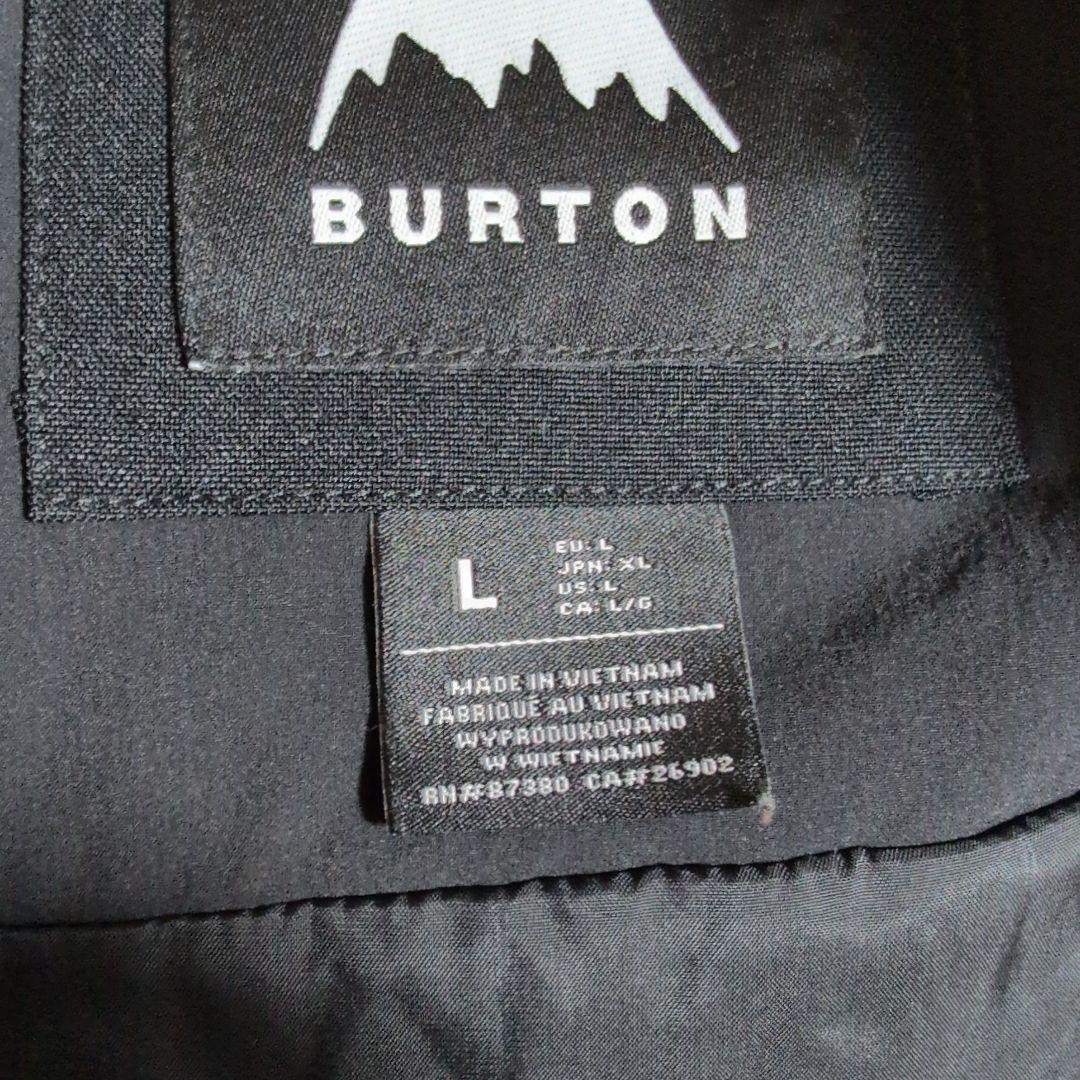 BURTON
L
EU: L
JPN: XL
US: L
CA: L/G
MADE IN VIETNAM
FABRIQUE AU VIETNAM
WYPRODUKOWANO
W WIETNAMIE
RN#87380 CA#26902